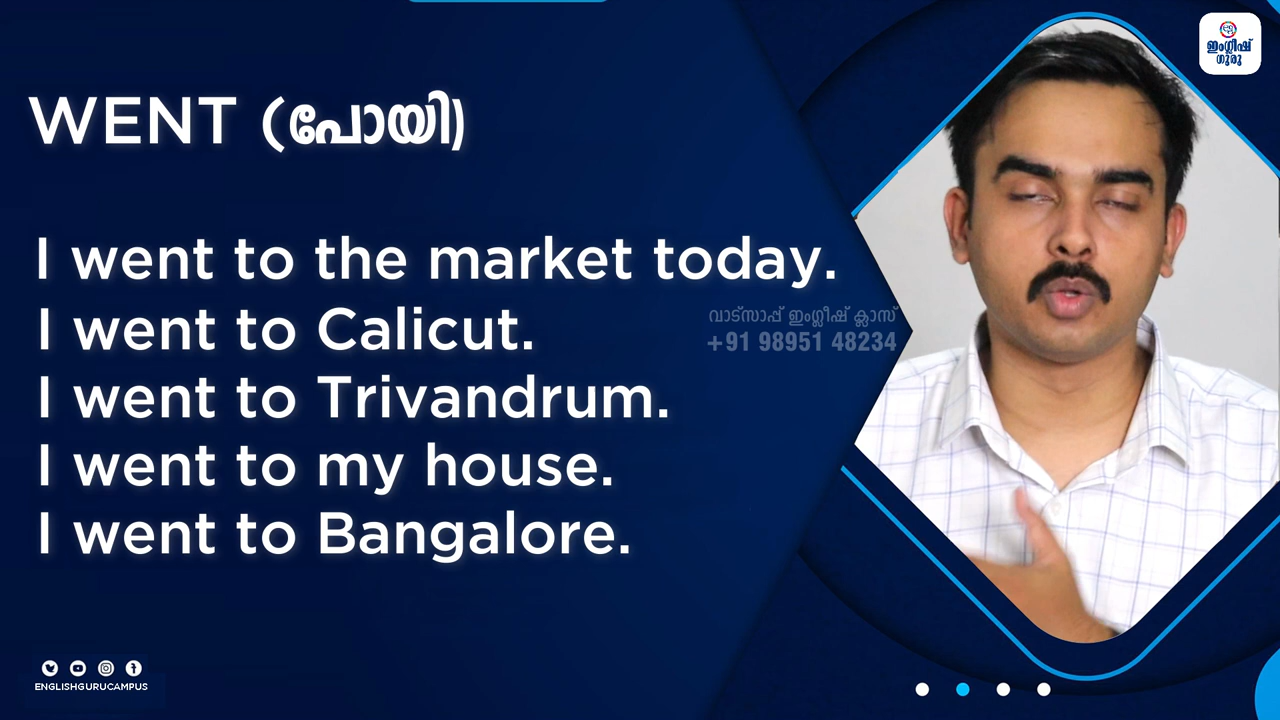 ഇംഗ്ലീഷ്
ഗുരു
WENT (പോയി)
I went to the market today.
I went to Calicut.
I went to Trivandrum.
I went to my house.
I went to Bangalore.
വാട്സാപ്പ് ഇംഗ്ലീഷ് ക്ലാസ്
+91 98951 48234
ENGLISHGURUCAMPUS